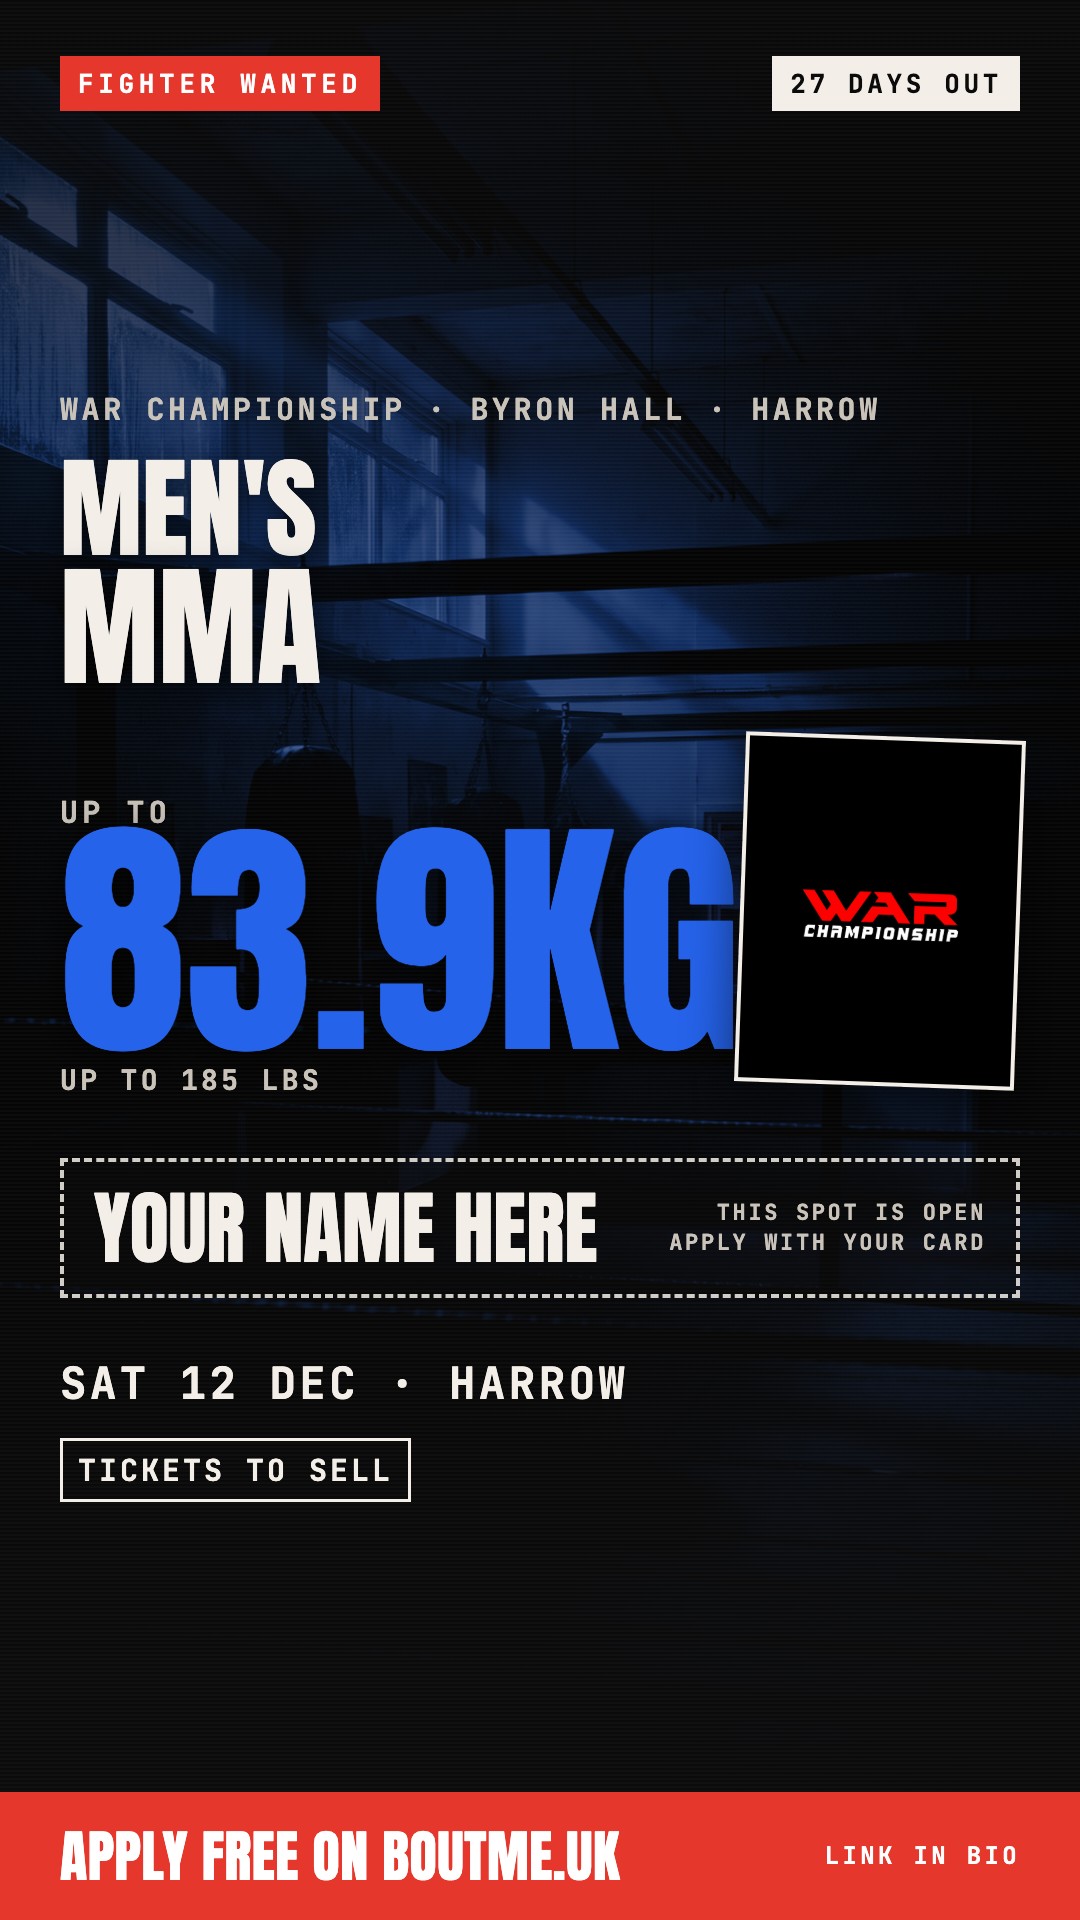 FIGHTER WANTED
27 DAYS OUT
WAR CHAMPIONSHIP · BYRON HALL · HARROW
MEN'S
MMA
UP TO
83.9KG
WAR
CHAMPIONSHIP
UP TO 185 LBS
YOUR NAME HERE
THIS SPOT IS OPEN
APPLY WITH YOUR CARD
SAT 12 DEC · HARROW
TICKETS TO SELL
APPLY FREE ON BOUTME.UK
LINK IN BIO